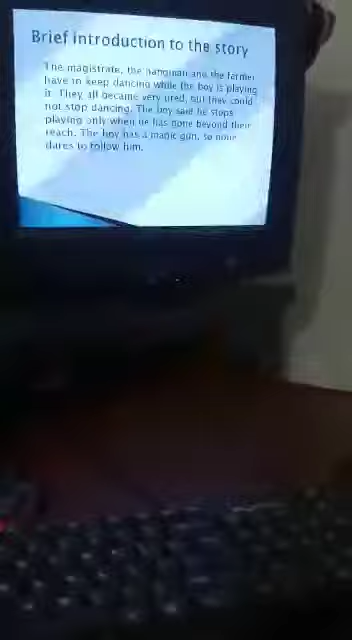 Brief introduction to the story
The magistrate, the hangman and the farmer
have to keep dancing while the boy is playing
it. They all became very tired, but they could
not stop dancing. The boy said he stops
playing only when he has gone beyond their
reach. The boy has a magic gun, so none
dares to follow him.